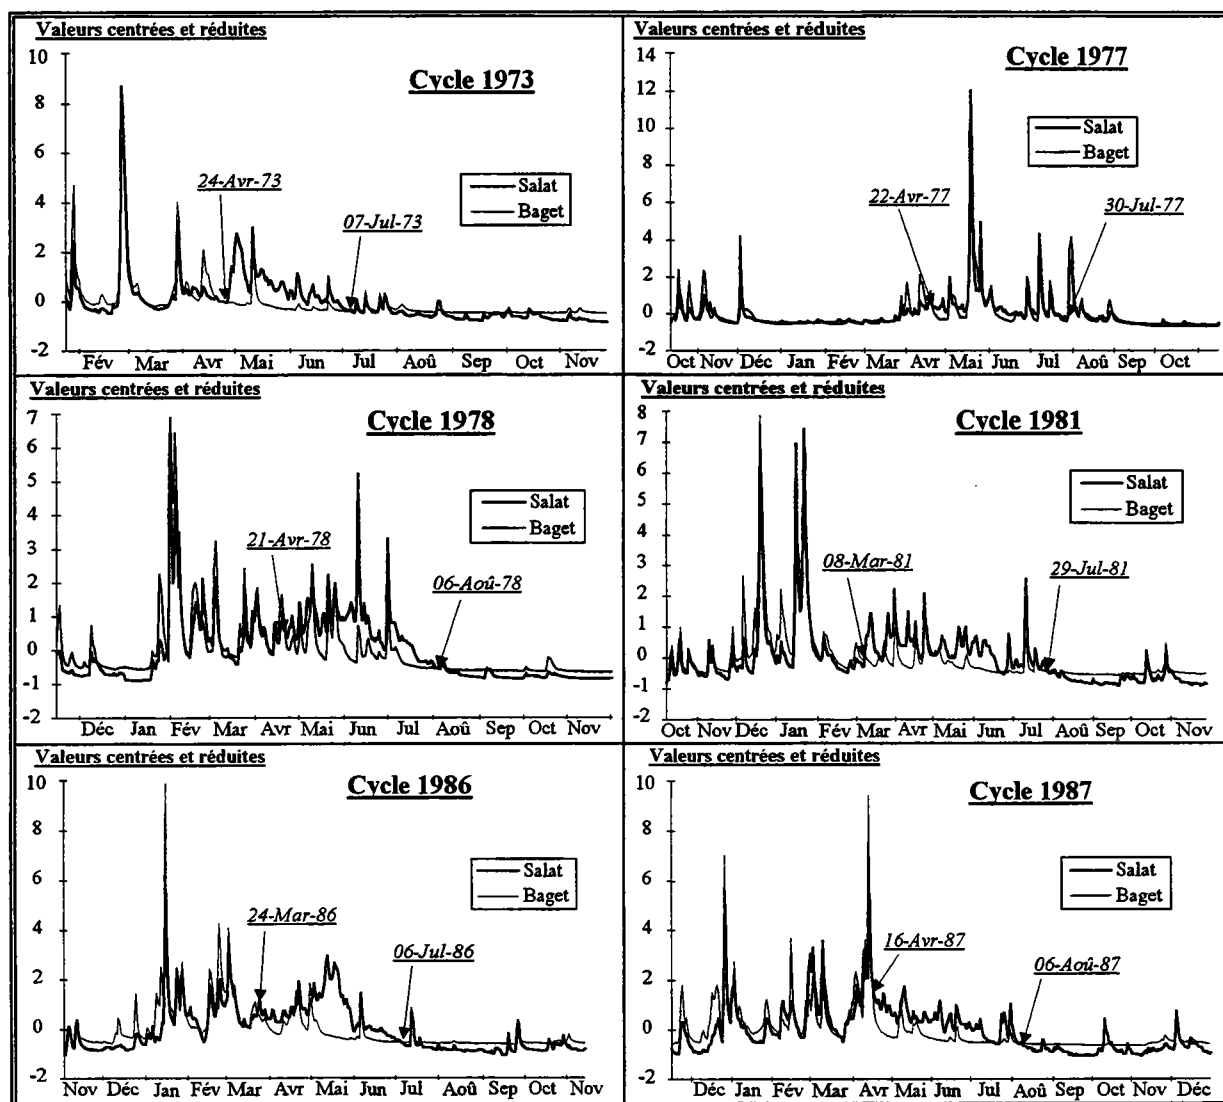 Valeurs centrées et réduites
Cycle 1973
10
8
6
4
2
0
-2
24-Avr-73
07-Jul-73
Salat
Baget
Fév Mar Avr Mai Jun Jul Aoû Sep Oct Nov
Valeurs centrées et réduites
Cycle 1977
14
12
10
8
6
4
2
0
-2
22-Avr-77
30-Jul-77
Salat
Baget
Oct Nov Déc Jan Fév Mar Avr Mai Jun Jul Aoû Sep Oct
Valeurs centrées et réduites
Cycle 1978
7
6
5
4
3
2
1
0
-1
-2
21-Avr-78
06-Aoû-78
Salat
Baget
Déc Jan Fév Mar Avr Mai Jun Jul Aoû Sep Oct Nov
Valeurs centrées et réduites
Cycle 1981
8
7
6
5
4
3
2
1
0
-1
-2
08-Mar-81
29-Jul-81
Salat
Baget
Oct Nov Déc Jan Fév Mar Avr Mai Jun Jul Aoû Sep Oct Nov
Valeurs centrées et réduites
Cycle 1986
10
8
6
4
2
0
-2
24-Mar-86
06-Jul-86
Salat
Baget
Nov Déc Jan Fév Mar Avr Mai Jun Jul Aoû Sep Oct Nov
Valeurs centrées et réduites
Cycle 1987
10
8
6
4
2
0
-2
16-Avr-87
06-Aoû-87
Salat
Baget
Déc Jan Fév Mar Avr Mai Jun Jul Aoû Sep Oct Nov Déc